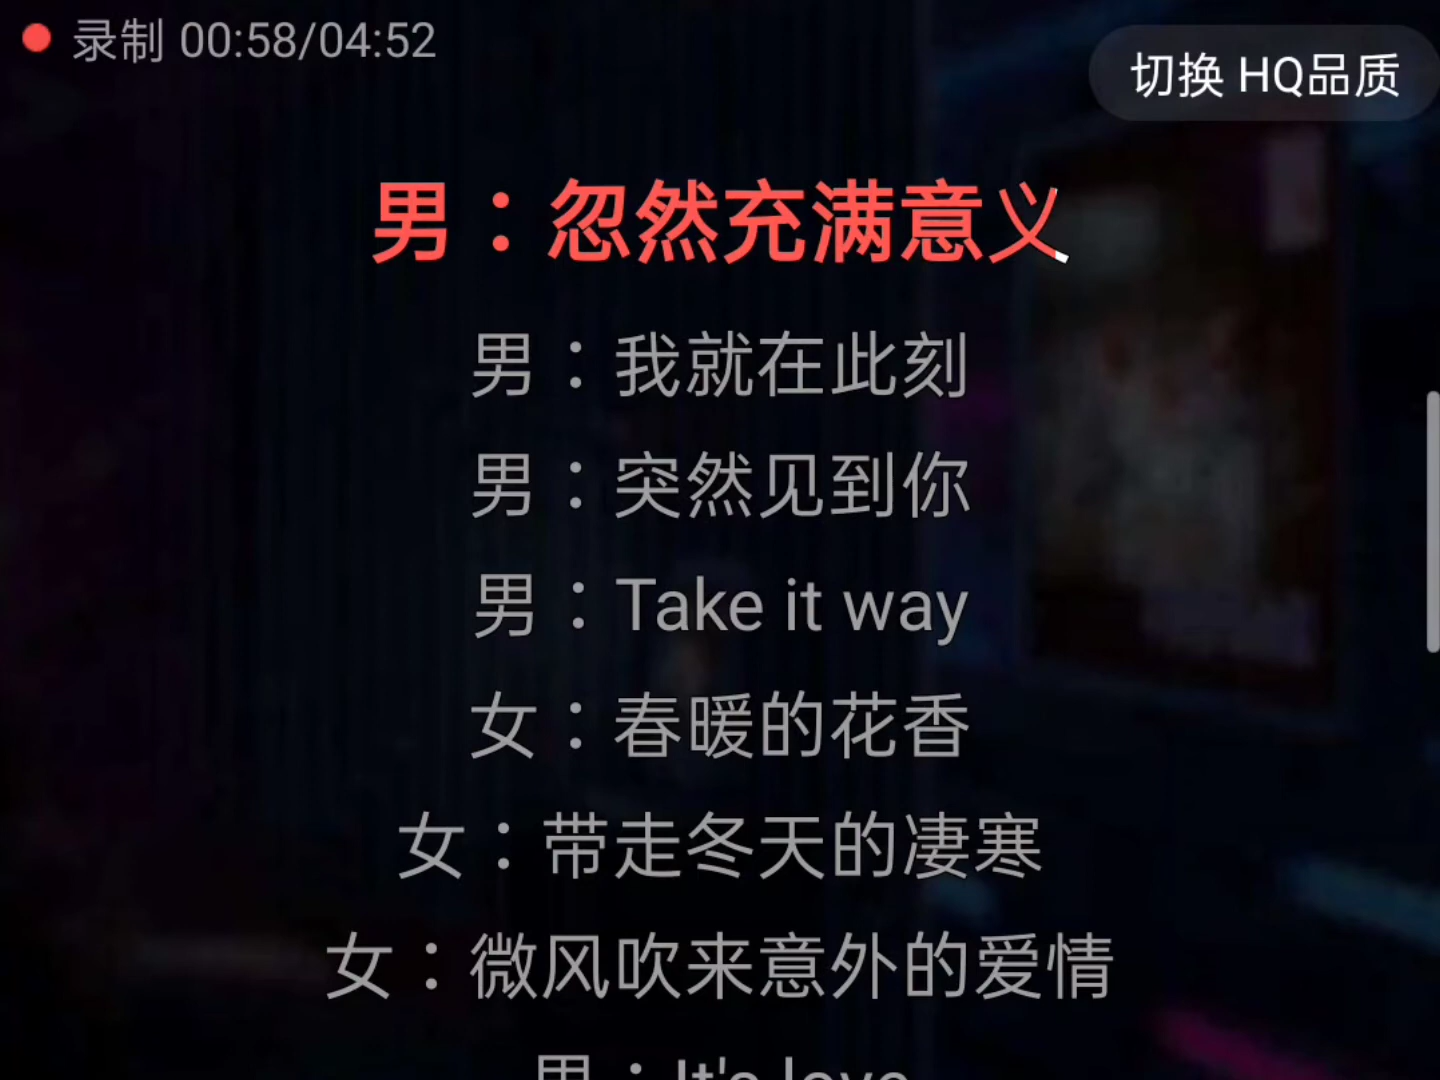 录制 00:58/04:52
切换 HQ品质
男：忽然充满意义
男：我就在此刻
男：突然见到你
男：Take it way
女：春暖的花香
女：带走冬天的凄寒
女：微风吹来意外的爱情
男：It's love